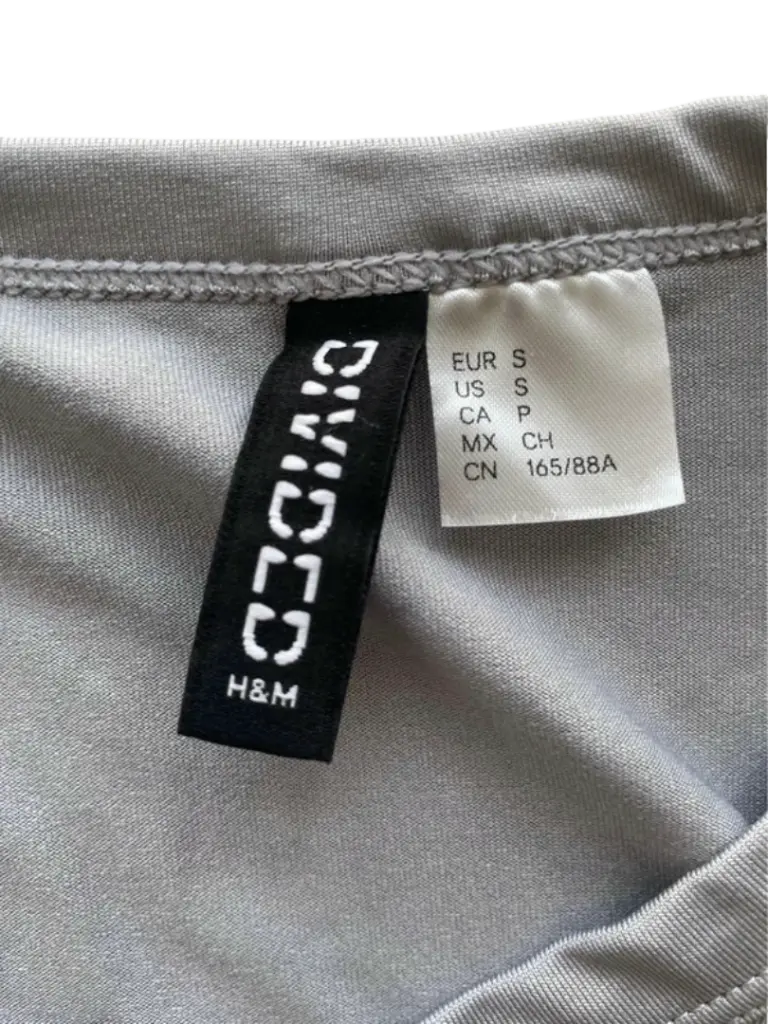 DIVIDED
H&M
EUR S
US S
CA P
MX CH
CN 165/88A